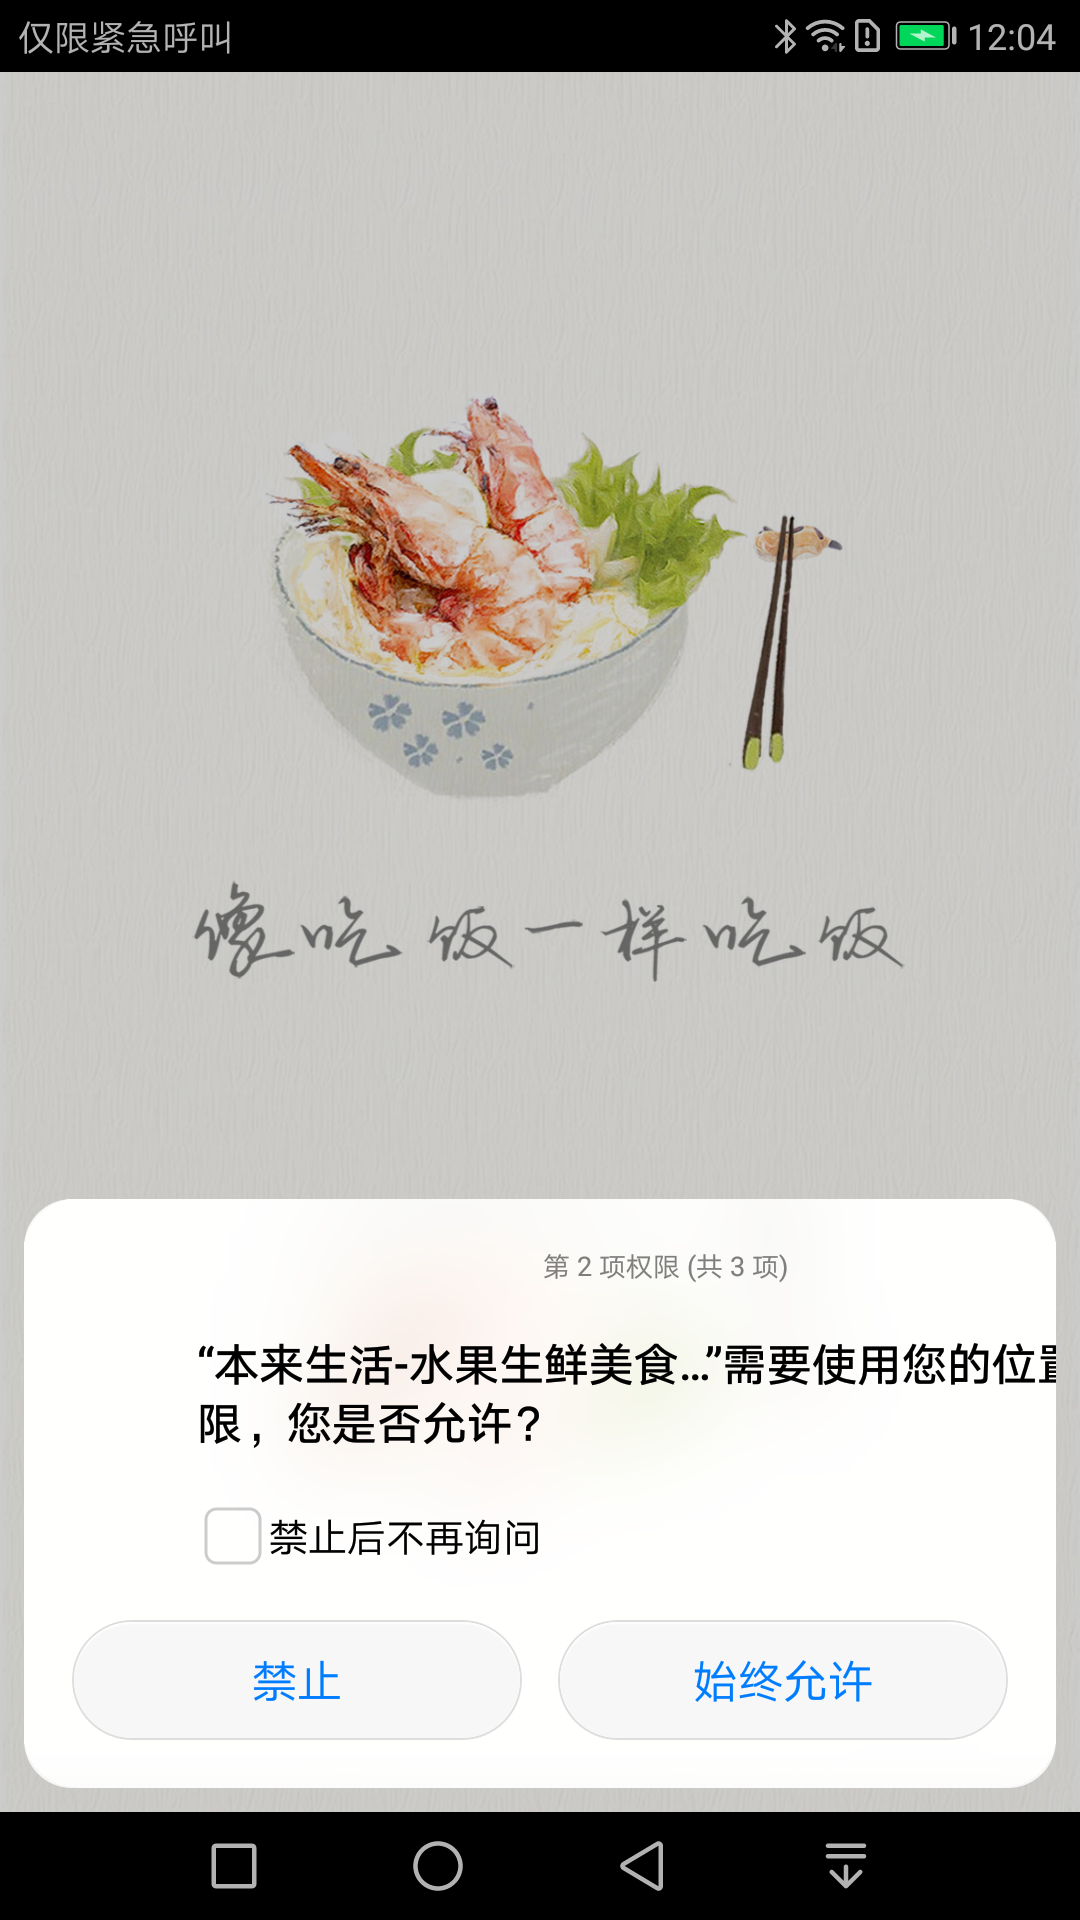 仅限紧急呼叫
12:04
像吃饭一样吃饭
第 2 项权限 (共 3 项)
“本来生活-水果生鲜美食...”需要使用您的位置
限，您是否允许？
禁止后不再询问
禁止
始终允许